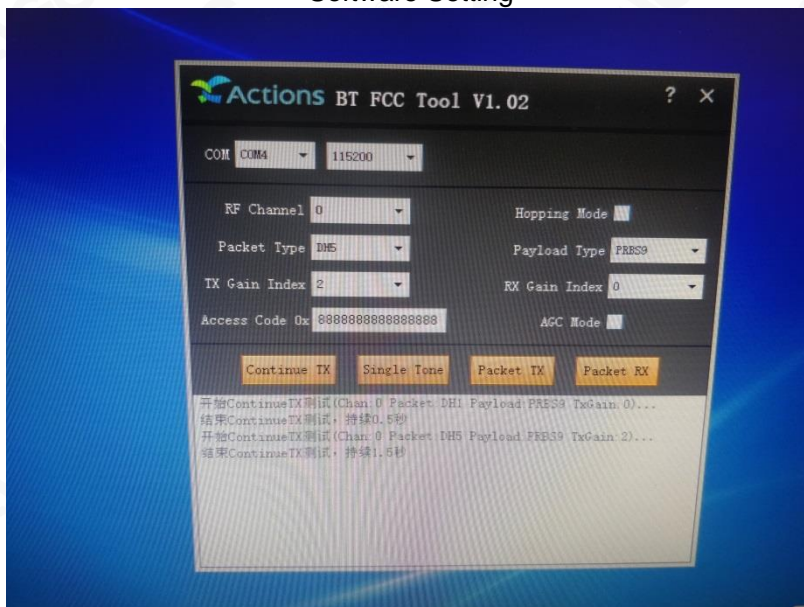 Software Setting
Actions BT FCC Tool V1.02 ? ×
COM COM4 115200
RF Channel 0 Hopping Mode
Packet Type DH5 Payload Type PRBS9
TX Gain Index 2 RX Gain Index 0
Access Code 0x 8888888888888888 AGC Mode
Continue TX Single Tone Packet TX Packet RX
开始ContinueTX测试(Chan:0 Packet:DH1 Payload:PRBS9 TxGain:0)...
结束ContinueTX测试，持续0.5秒
开始ContinueTX测试(Chan:0 Packet:DH5 Payload:PRBS9 TxGain:2)...
结束ContinueTX测试，持续1.5秒